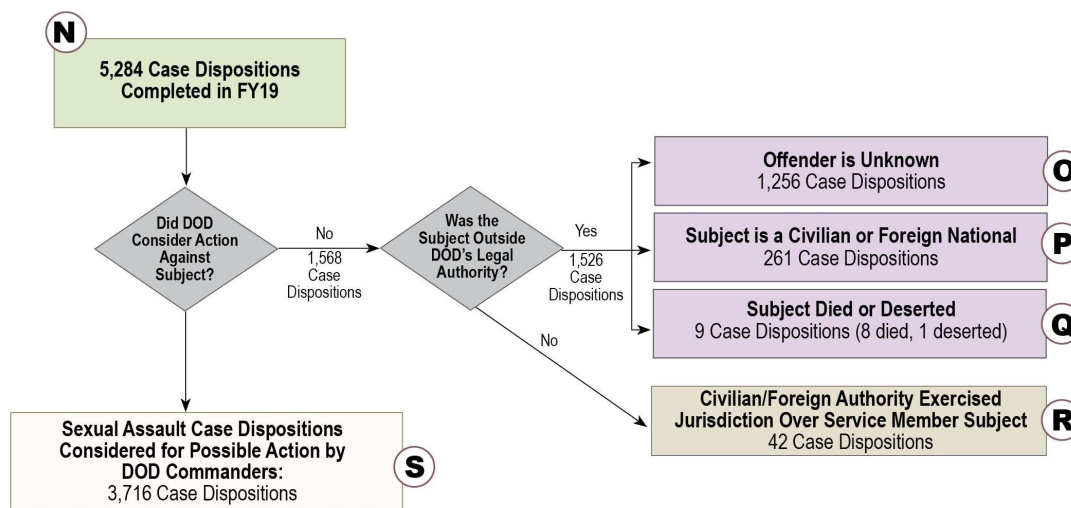 N
5,284 Case Dispositions
Completed in FY19
Did DOD
Consider Action
Against
Subject?
No
1,568
Case
Dispositions
Was the
Subject Outside
DOD's Legal
Authority?
Yes
1,526
Case
Dispositions
No
Offender is Unknown
1,256 Case Dispositions
O
Subject is a Civilian or Foreign National
261 Case Dispositions
P
Subject Died or Deserted
9 Case Dispositions (8 died, 1 deserted)
Q
Civilian/Foreign Authority Exercised
Jurisdiction Over Service Member Subject
42 Case Dispositions
R
Sexual Assault Case Dispositions
Considered for Possible Action by
DOD Commanders:
3,716 Case Dispositions
S